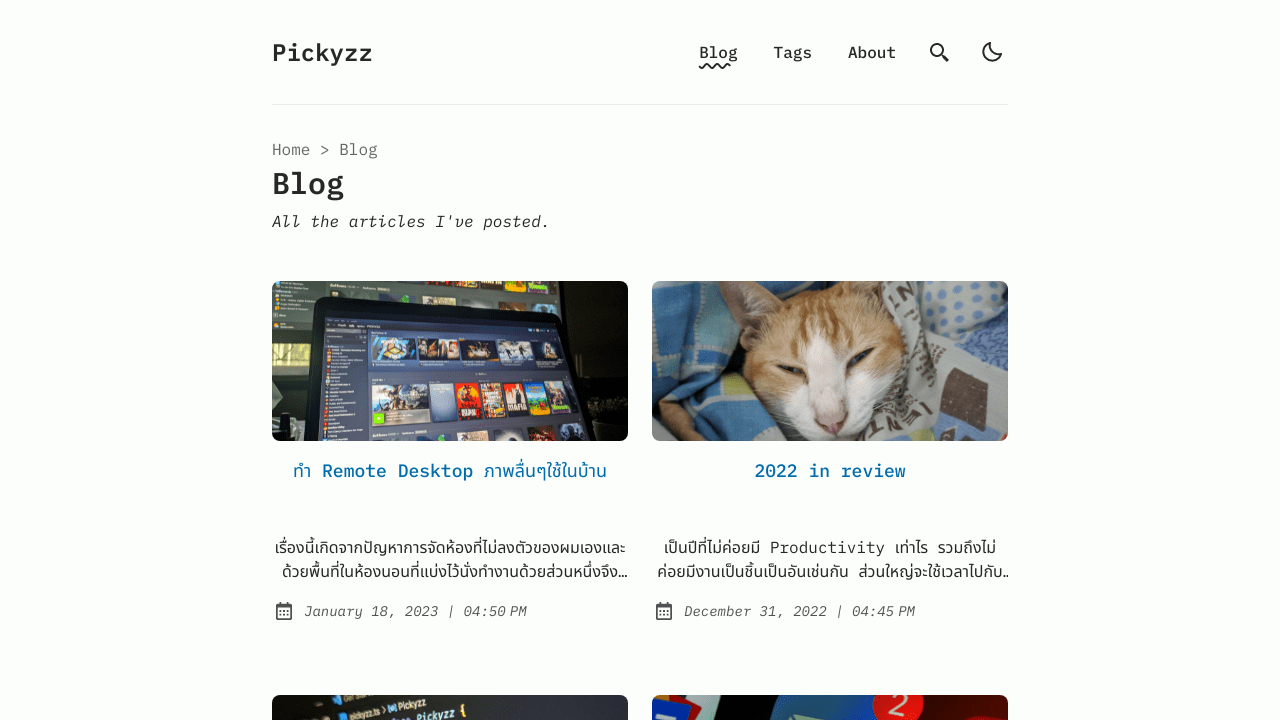 Pickyzz
Blog
Tags
About
Home > Blog
Blog
All the articles I've posted.
ทำ Remote Desktop ภาพลื่นๆใช้ในบ้าน
เรื่องนี้เกิดจากปัญหาการจัดห้องที่ไม่ลงตัวของผมเองและ
ด้วยพื้นที่ในห้องนอนที่แบ่งไว้นั่งทำงานด้วยส่วนหนึ่งจึง…
January 18, 2023 | 04:50 PM
2022 in review
เป็นปีที่ไม่ค่อยมี Productivity เท่าไร รวมถึงไม่
ค่อยมีงานเป็นชิ้นเป็นอันเช่นกัน ส่วนใหญ่จะใช้เวลาไปกับ…
December 31, 2022 | 04:45 PM
pickyzz.ts > Pickyzz
Pickyzz {
2